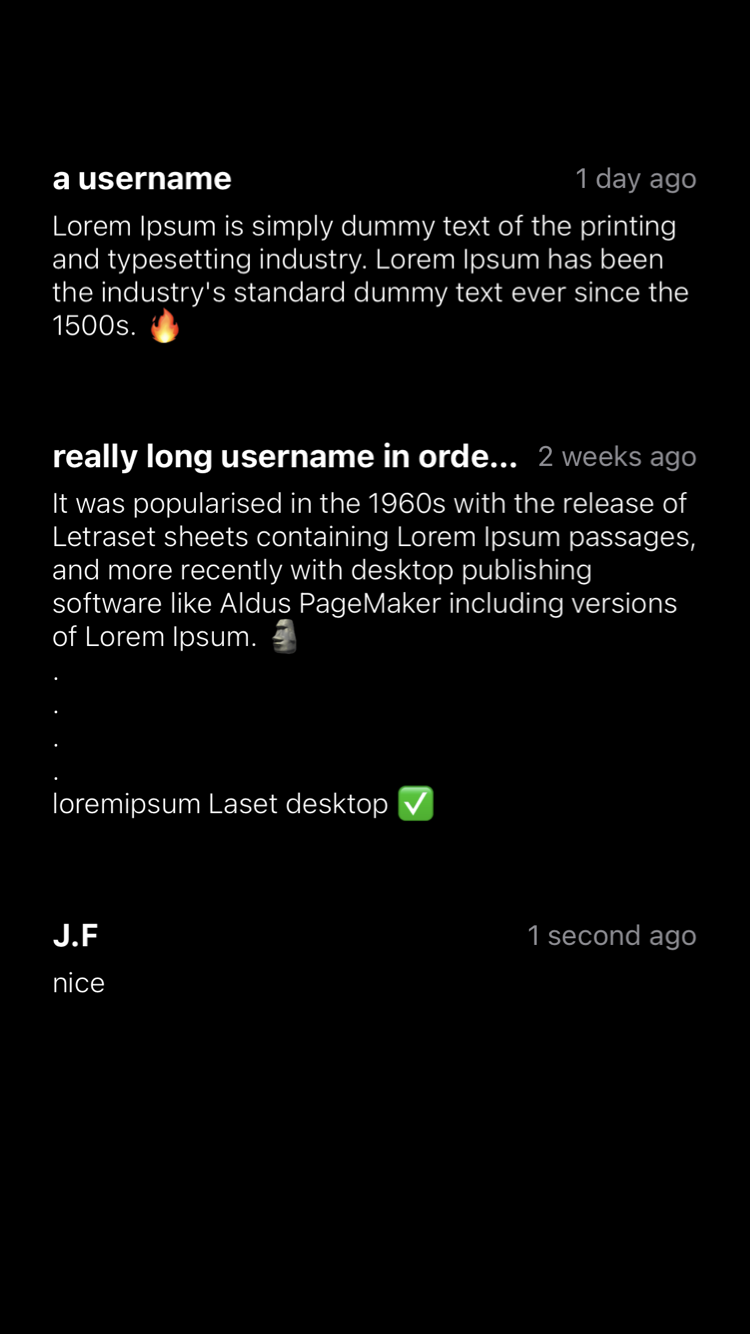 a username 1 day ago
Lorem Ipsum is simply dummy text of the printing
and typesetting industry. Lorem Ipsum has been
the industry's standard dummy text ever since the
1500s. 🔥
really long username in orde... 2 weeks ago
It was popularised in the 1960s with the release of
Letraset sheets containing Lorem Ipsum passages,
and more recently with desktop publishing
software like Aldus PageMaker including versions
of Lorem Ipsum. 🗿
.
.
.
.
loremipsum Laset desktop ✅
J.F 1 second ago
nice